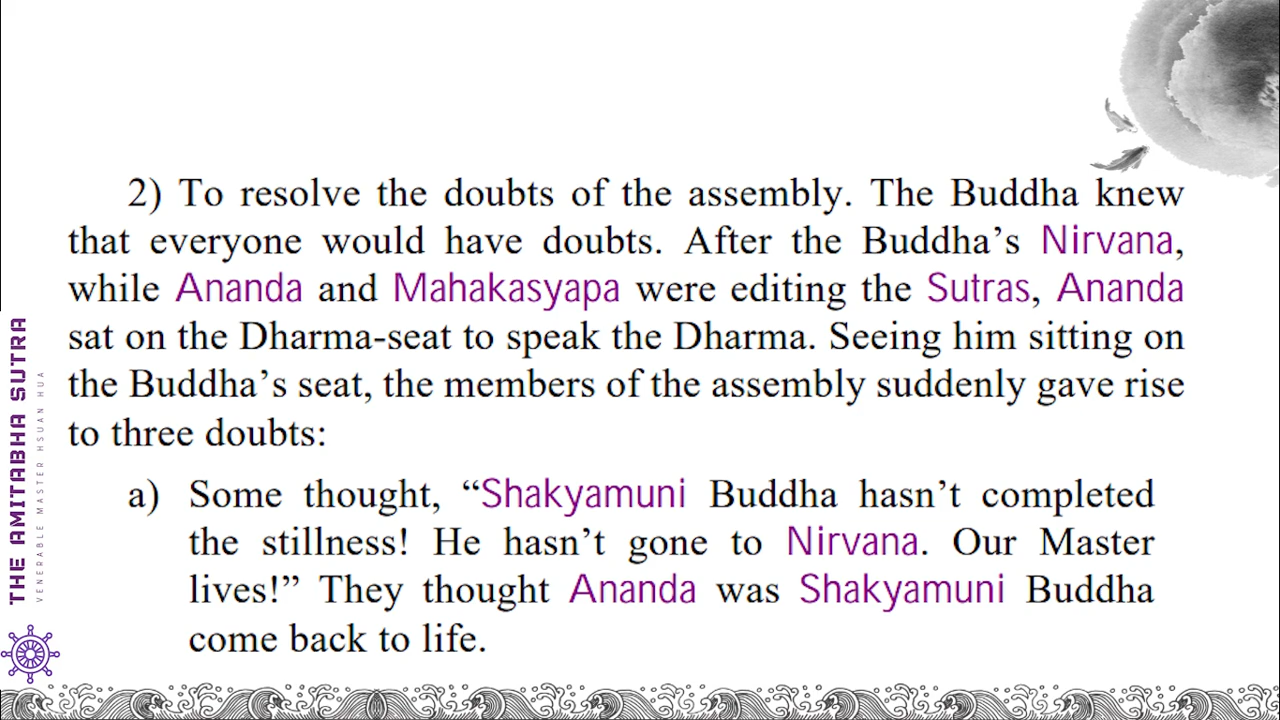 2) To resolve the doubts of the assembly. The Buddha knew
that everyone would have doubts. After the Buddha’s Nirvana,
while Ananda and Mahakasyapa were editing the Sutras, Ananda
sat on the Dharma-seat to speak the Dharma. Seeing him sitting on
the Buddha’s seat, the members of the assembly suddenly gave rise
to three doubts:
a) Some thought, “Shakyamuni Buddha hasn’t completed
the stillness! He hasn’t gone to Nirvana. Our Master
lives!” They thought Ananda was Shakyamuni Buddha
come back to life.
THE AMITABHA SUTRA
VENERABLE MASTER HSUAN HUA